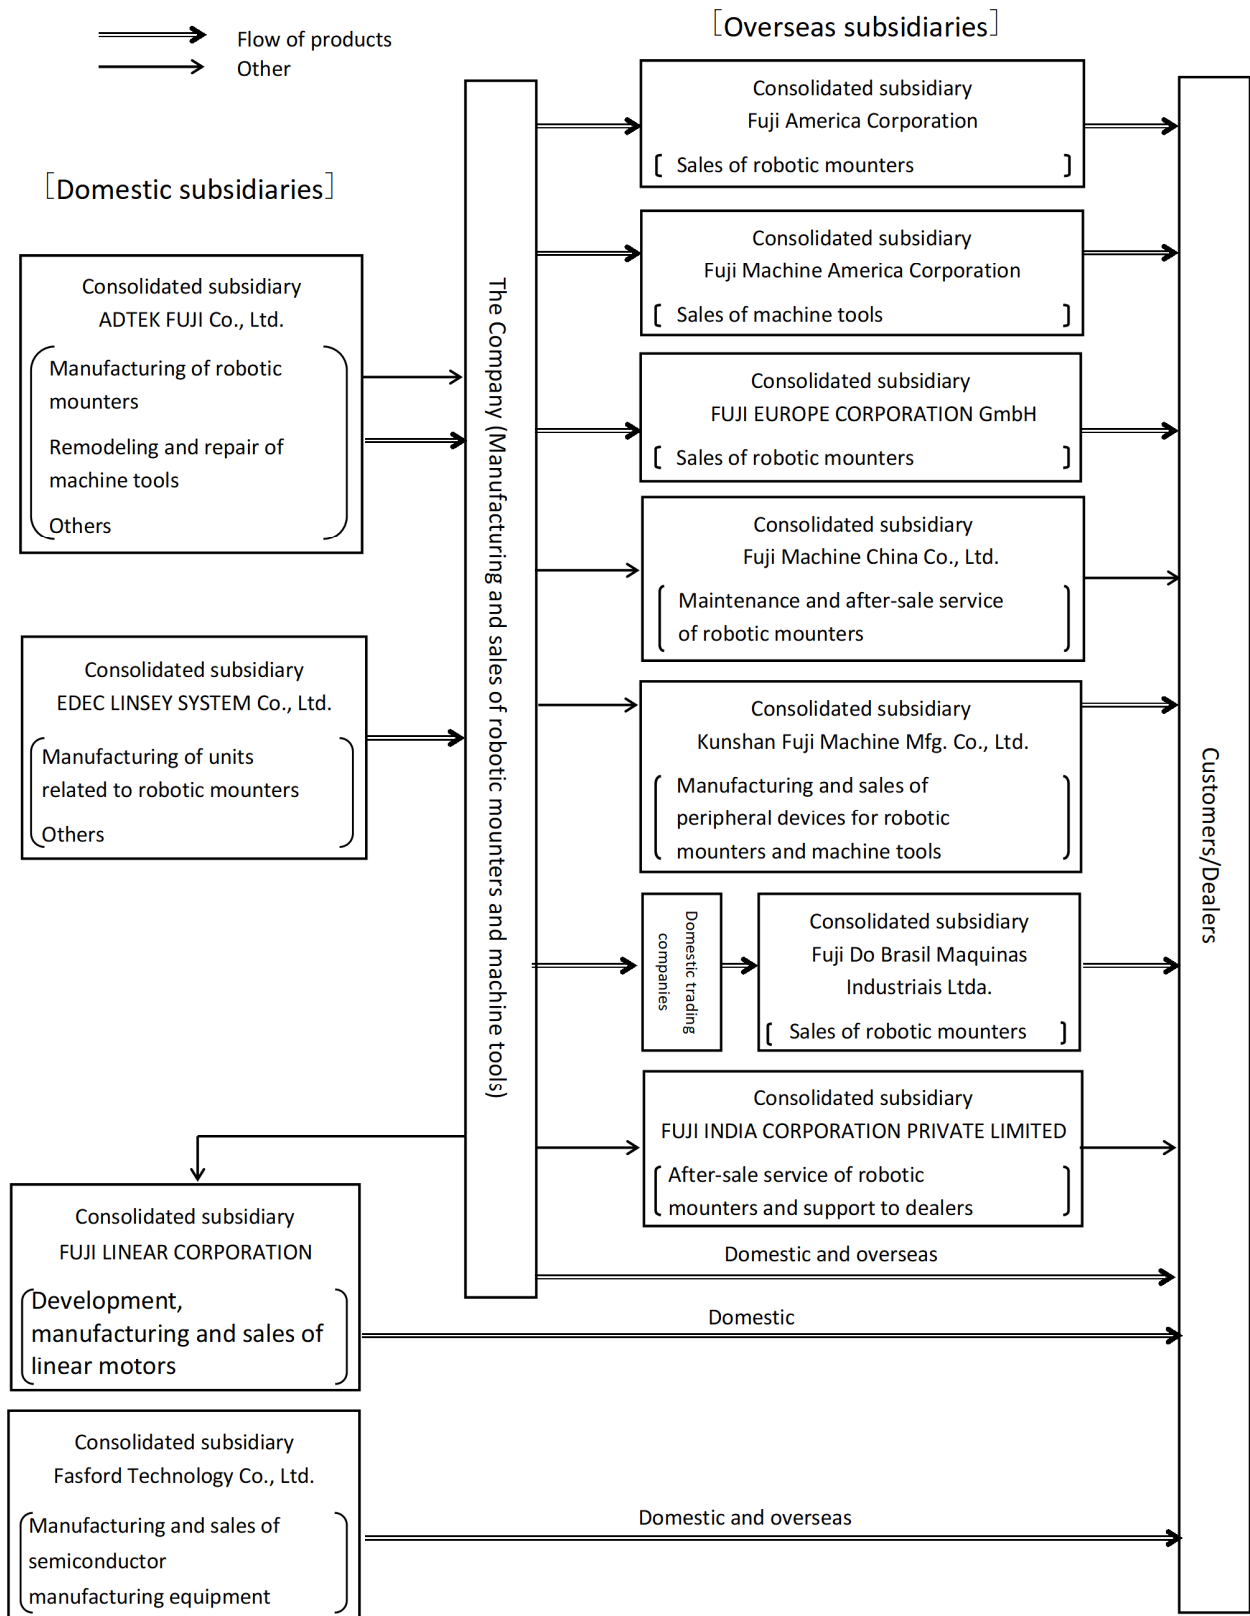 Flow of products
Other
[Overseas subsidiaries]
[Domestic subsidiaries]
Consolidated subsidiary
ADTEK FUJI Co., Ltd.
Manufacturing of robotic
mounters
Remodeling and repair of
machine tools
Others
Consolidated subsidiary
EDEC LINSEY SYSTEM Co., Ltd.
Manufacturing of units
related to robotic mounters
Others
The Company (Manufacturing and sales of robotic mounters and machine tools)
Consolidated subsidiary
Fuji America Corporation
[ Sales of robotic mounters ]
Consolidated subsidiary
Fuji Machine America Corporation
[ Sales of machine tools ]
Consolidated subsidiary
FUJI EUROPE CORPORATION GmbH
[ Sales of robotic mounters ]
Consolidated subsidiary
Fuji Machine China Co., Ltd.
Maintenance and after-sale service
of robotic mounters
Consolidated subsidiary
Kunshan Fuji Machine Mfg. Co., Ltd.
Manufacturing and sales of
peripheral devices for robotic
mounters and machine tools
Domestic trading
companies
Consolidated subsidiary
Fuji Do Brasil Maquinas
Industriais Ltda.
[ Sales of robotic mounters ]
Consolidated subsidiary
FUJI INDIA CORPORATION PRIVATE LIMITED
After-sale service of robotic
mounters and support to dealers
Customers/Dealers
Domestic and overseas
Consolidated subsidiary
FUJI LINEAR CORPORATION
Development,
manufacturing and sales of
linear motors
Domestic
Consolidated subsidiary
Fasford Technology Co., Ltd.
Manufacturing and sales of
semiconductor
manufacturing equipment
Domestic and overseas